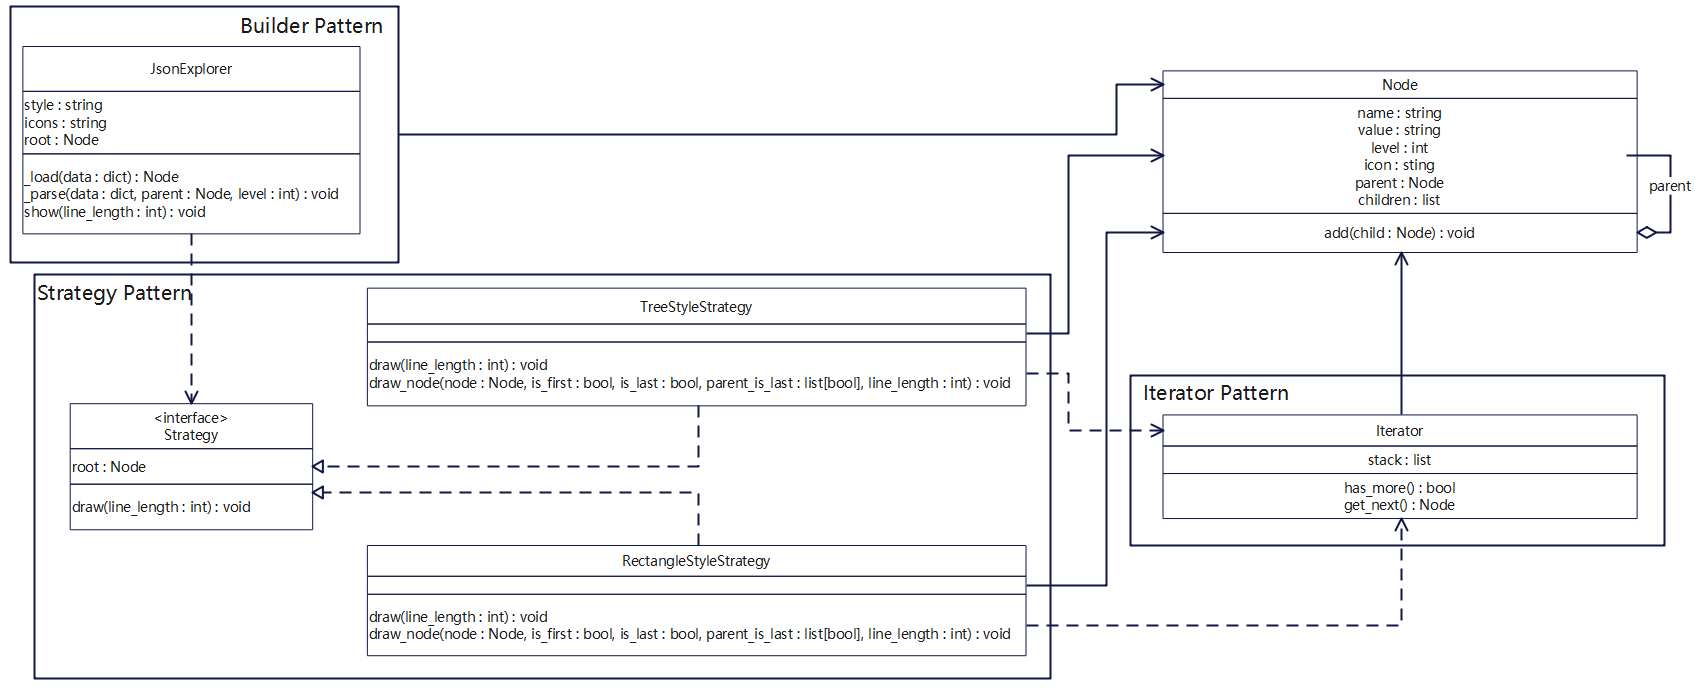 Builder Pattern
JsonExplorer
style : string
icons : string
root : Node
_load(data : dict) : Node
_parse(data : dict, parent : Node, level : int) : void
show(line_length : int) : void
Node
name : string
value : string
level : int
icon : sting
parent : Node
children : list
add(child : Node) : void
parent
Strategy Pattern
TreeStyleStrategy
draw(line_length : int) : void
draw_node(node : Node, is_first : bool, is_last : bool, parent_is_last : list[bool], line_length : int) : void
<interface>
Strategy
root : Node
draw(line_length : int) : void
RectangleStyleStrategy
draw(line_length : int) : void
draw_node(node : Node, is_first : bool, is_last : bool, parent_is_last : list[bool], line_length : int) : void
Iterator Pattern
Iterator
stack : list
has_more() : bool
get_next() : Node